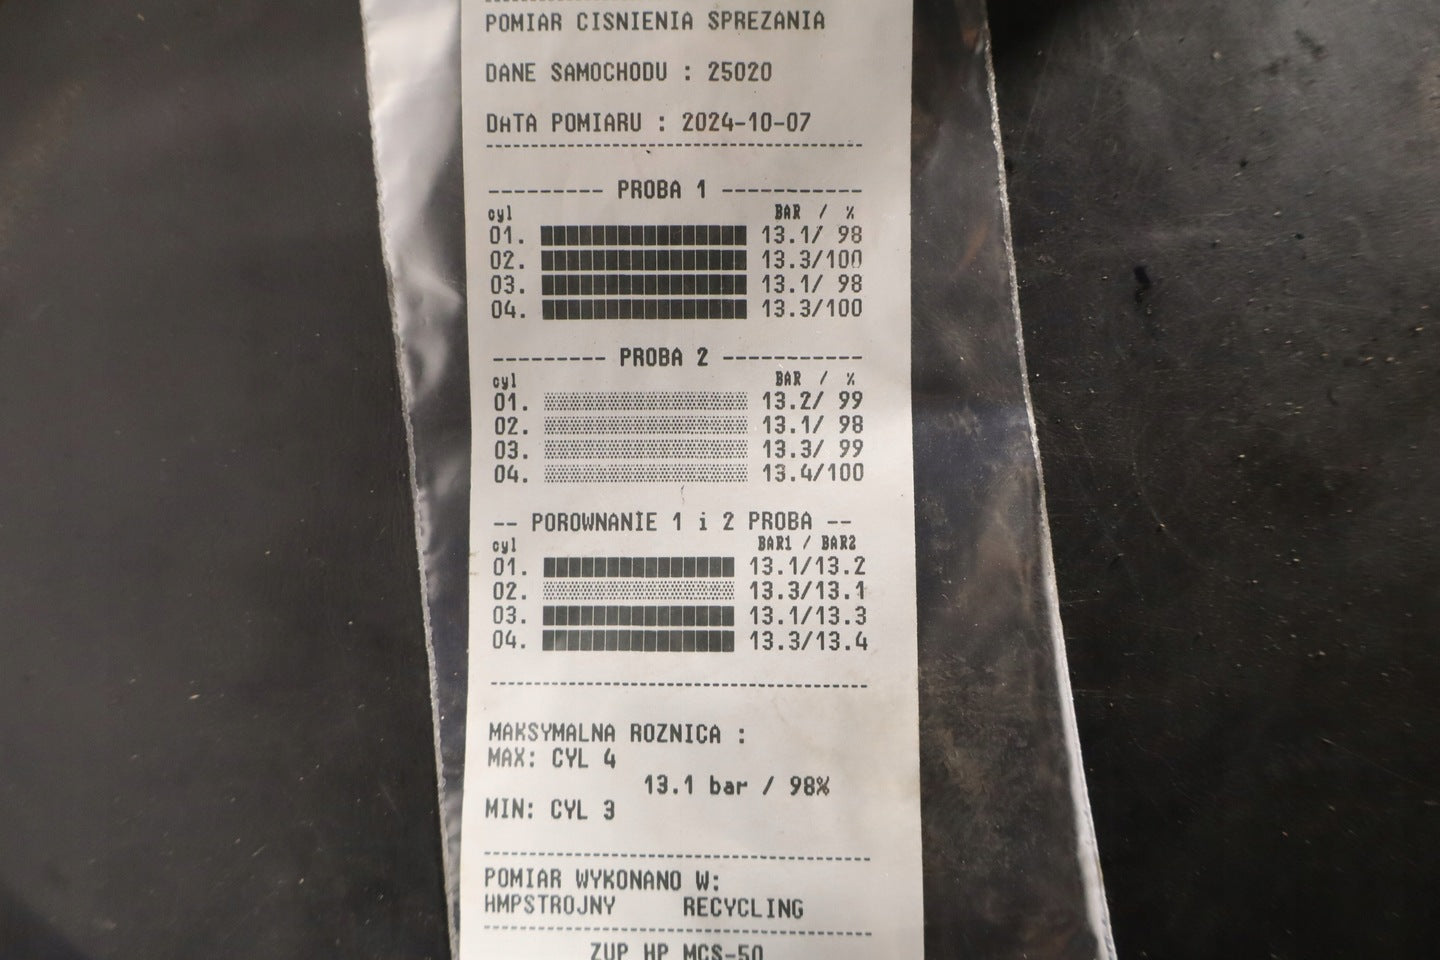 POMIAR CISNIENIA SPREZANIA
DANE SAMOCHODU : 25020
DATA POMIARU : 2024-10-07
--------- PROBA 1 -----------
cyl BAR / %
01. 13.1/ 98
02. 13.3/100
03. 13.1/ 98
04. 13.3/100
--------- PROBA 2 -----------
cyl BAR / %
01. 13.2/ 99
02. 13.1/ 98
03. 13.3/ 99
04. 13.4/100
-- POROWNANIE 1 i 2 PROBA --
cyl BAR1 / BAR2
01. 13.1/13.2
02. 13.3/13.1
03. 13.1/13.3
04. 13.3/13.4
MAKSYMALNA ROZNICA :
MAX: CYL 4
13.1 bar / 98%
MIN: CYL 3
POMIAR WYKONANO W:
HMPSTROJNY RECYCLING
ZUP HP MCS-50